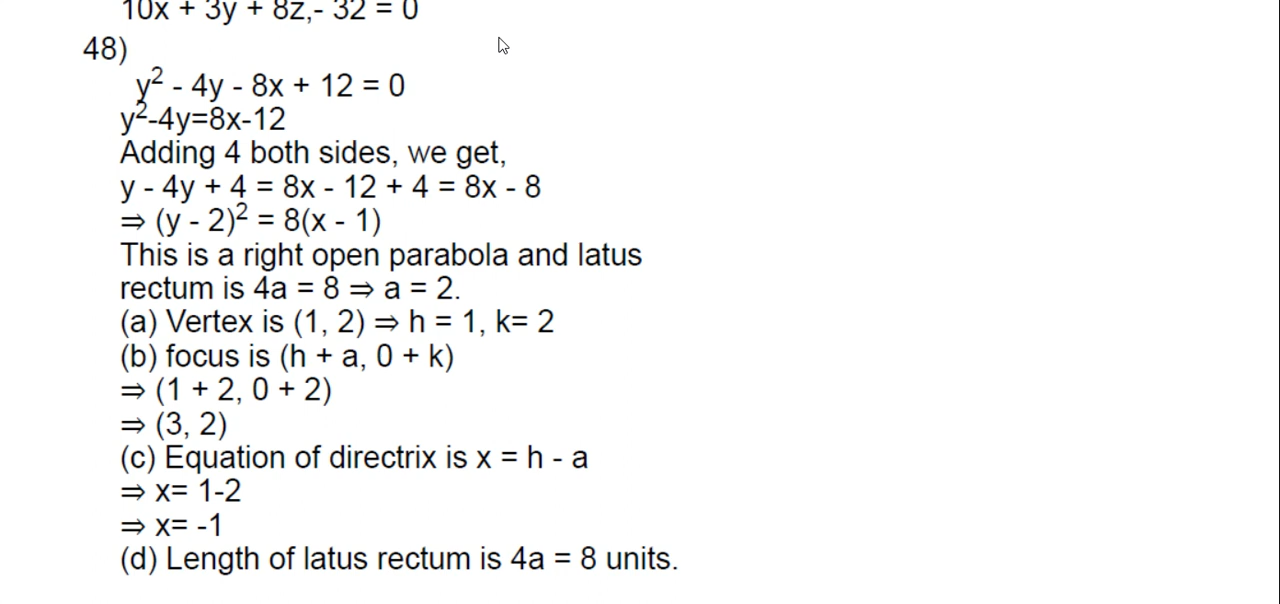 10x + 3y + 8z,- 32 = 0
48)
y² - 4y - 8x + 12 = 0
y²-4y=8x-12
Adding 4 both sides, we get,
y - 4y + 4 = 8x - 12 + 4 = 8x - 8
⇒ (y - 2)² = 8(x - 1)
This is a right open parabola and latus
rectum is 4a = 8 ⇒ a = 2.
(a) Vertex is (1, 2) ⇒ h = 1, k= 2
(b) focus is (h + a, 0 + k)
⇒ (1 + 2, 0 + 2)
⇒ (3, 2)
(c) Equation of directrix is x = h - a
⇒ x= 1-2
⇒ x= -1
(d) Length of latus rectum is 4a = 8 units.